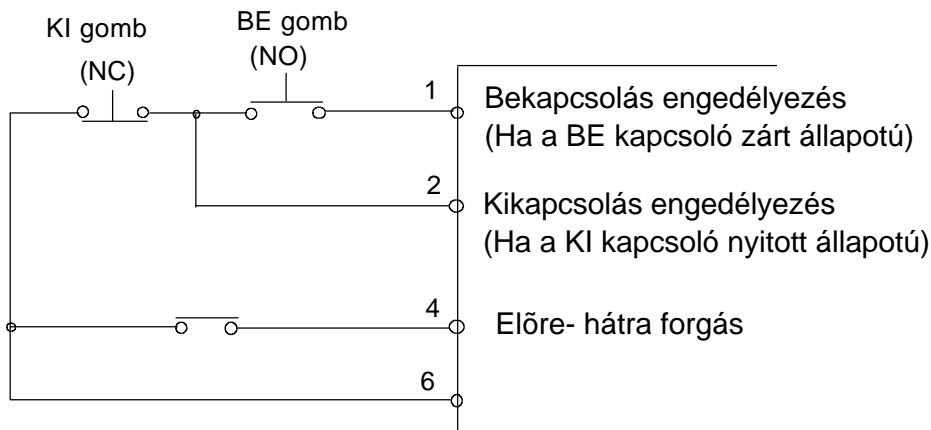 KI gomb
(NC)
BE gomb
(NO)
1
Bekapcsolás engedélyezés
(Ha a BE kapcsoló zárt állapotú)
2
Kikapcsolás engedélyezés
(Ha a KI kapcsoló nyitott állapotú)
4
Elõre- hátra forgás
6